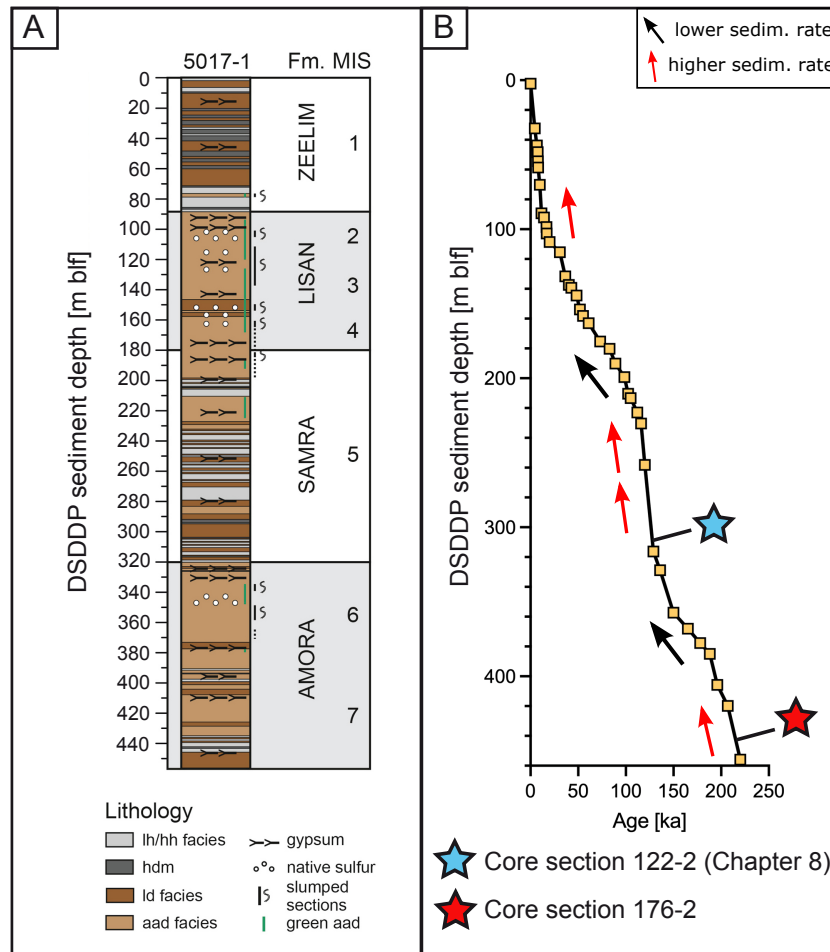 A
5017-1 Fm. MIS
DSDDP sediment depth [m blf]
0
20
40
60
80
100
120
140
160
180
200
220
240
260
280
300
320
340
360
380
400
420
440
ZEELIM
LISAN
SAMRA
AMORA
1
2
3
4
5
6
7
Lithology
lh/hh facies
hdm
ld facies
aad facies
gypsum
native sulfur
slumped
sections
green aad
B
lower sedim. rate
higher sedim. rate
DSDDP sediment depth [m blf]
0
100
200
300
400
0 50 100 150 200 250
Age [ka]
Core section 122-2 (Chapter 8)
Core section 176-2